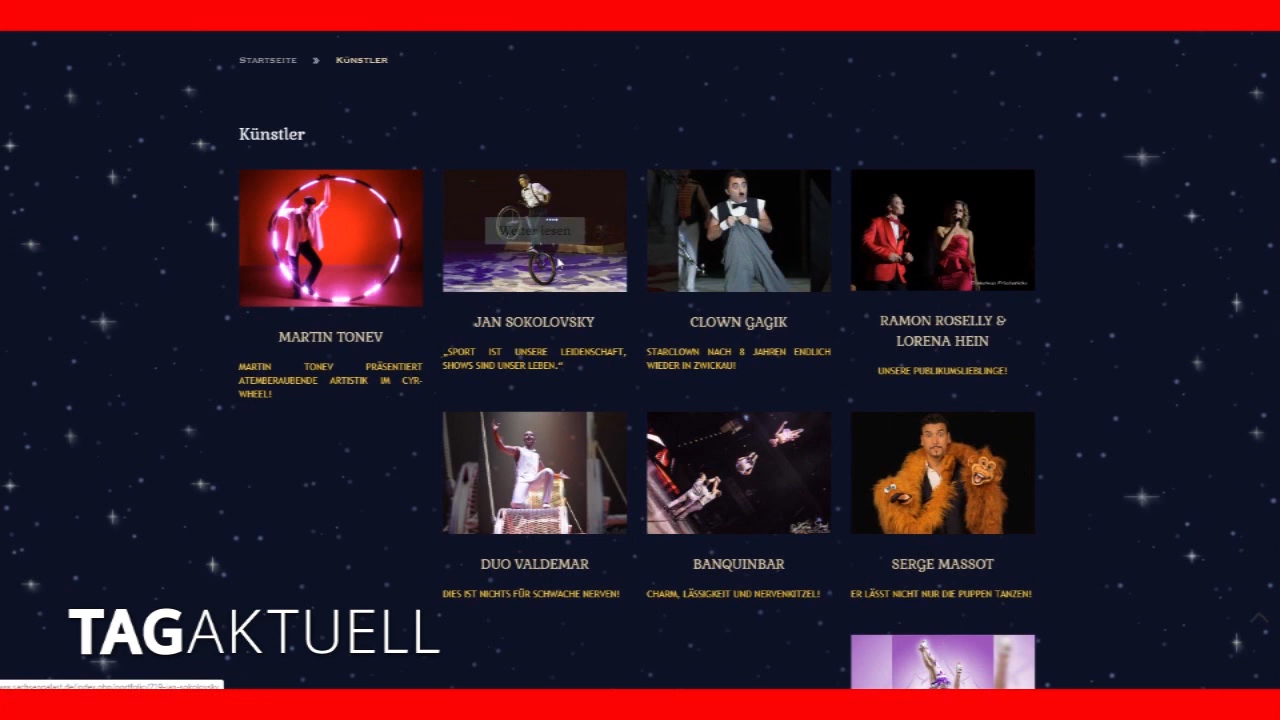 STARTSEITE » KÜNSTLER
Künstler
Weiter lesen
MARTIN TONEV
MARTIN TONEV PRÄSENTIERT
ATEMBERAUBENDE ARTISTIK IM CYR-
WHEEL!
JAN SOKOLOVSKY
„SPORT IST UNSERE LEIDENSCHAFT,
SHOWS SIND UNSER LEBEN.“
CLOWN GAGIK
STARCLOWN NACH 8 JAHREN ENDLICH
WIEDER IN ZWICKAU!
RAMON ROSELLY &
LORENA HEIN
UNSERE PUBLIKUMSLIEBLINGE!
DUO VALDEMAR
DIES IST NICHTS FÜR SCHWACHE NERVEN!
BANQUINBAR
CHARM, LÄSSIGKEIT UND NERVENKITZEL!
SERGE MASSOT
ER LÄSST NICHT NUR DIE PUPPEN TANZEN!
TAGAKTUELL